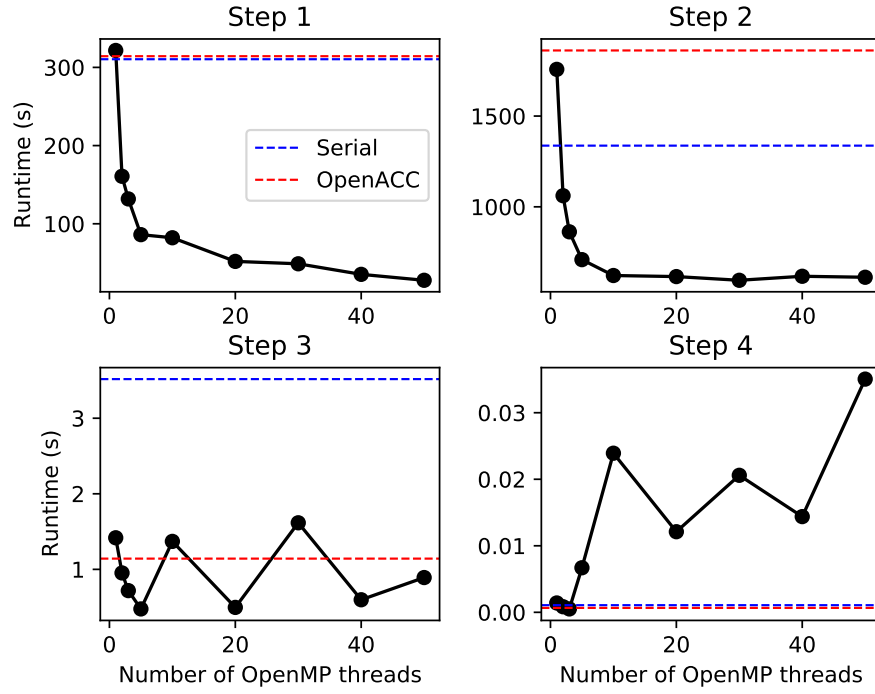 Step 1
Step 2
Runtime (s)
300
200
100
0
20
40
Serial
OpenACC
1500
1000
0
20
40
Step 3
Step 4
Runtime (s)
3
2
1
0
20
40
Number of OpenMP threads
0.03
0.02
0.01
0.00
0
20
40
Number of OpenMP threads